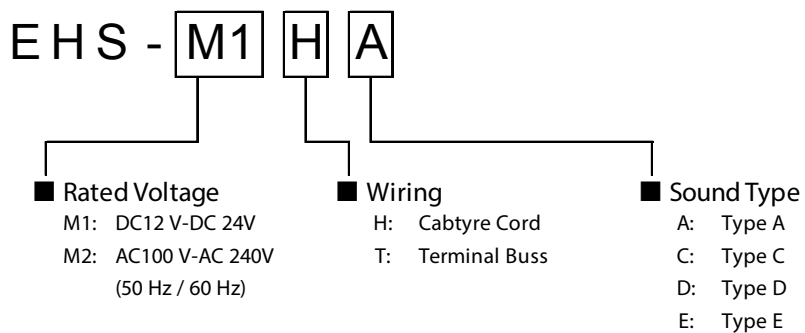 EHS-M1HA
■ Rated Voltage
M1: DC12 V-DC 24V
M2: AC100 V-AC 240V
(50 Hz / 60 Hz)
■ Wiring
H: Cabtyre Cord
T: Terminal Buss
■ Sound Type
A: Type A
C: Type C
D: Type D
E: Type E